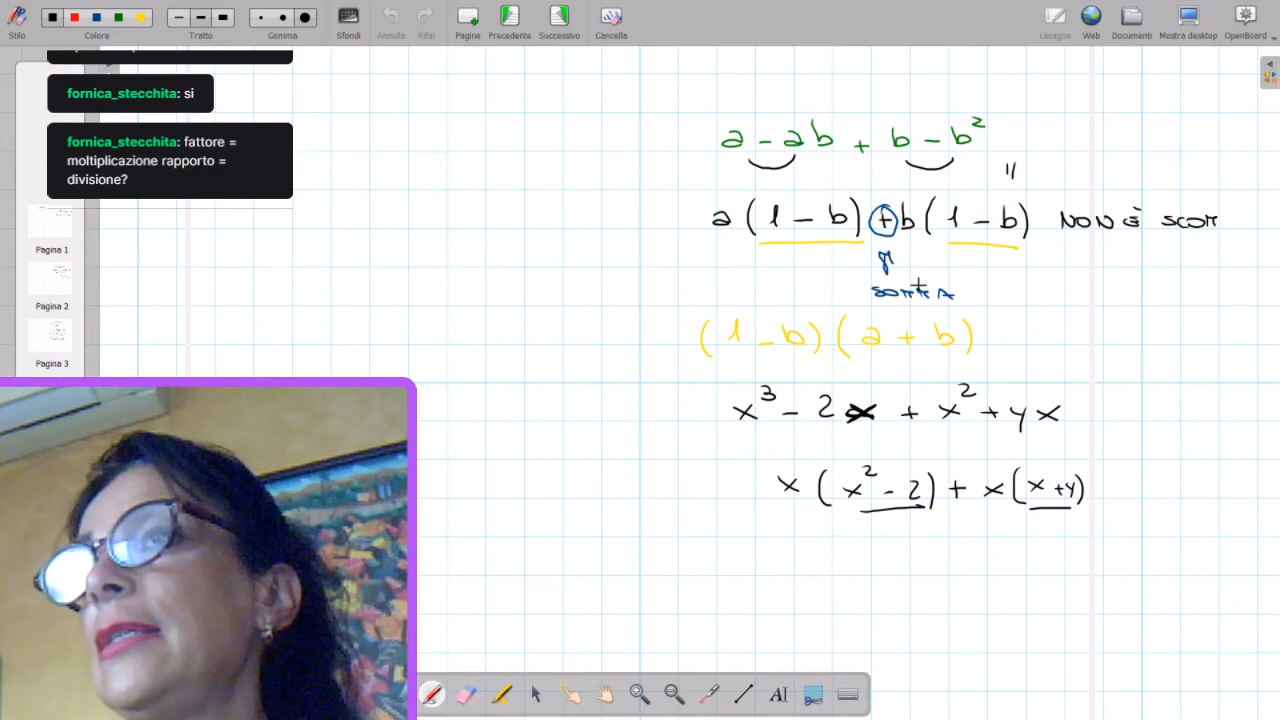 Stilo Colore Tratto Gomma Sfondi Annulla Rifai Pagine Precedente Successivo Cancella Lavagna Web Documenti Mostra desktop OpenBoard
fornica_stecchita: si
fornica_stecchita: fattore =
moltiplicazione rapporto =
divisione?
Pagina 1
Pagina 2
Pagina 3
a - ab + b - b²
=
a (1 - b) + b (1 - b) NON È SCOM
SOMMA
(1 - b) (a + b)
x³ - 2x + x² + yx
x (x² - 2) + x (x + y)
AI